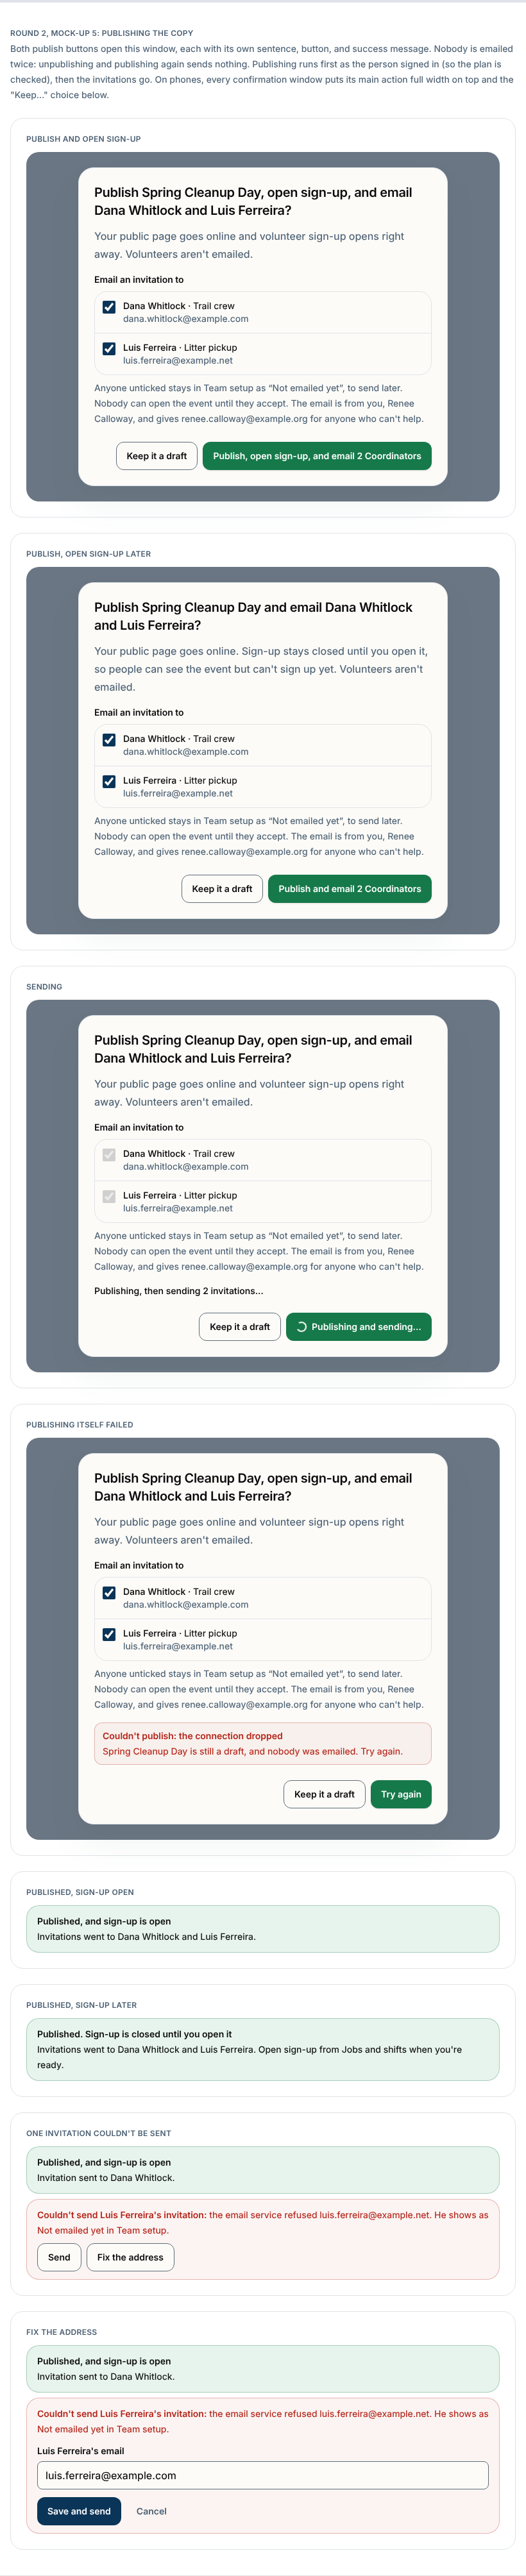 ROUND 2, MOCK-UP 5: PUBLISHING THE COPY
Both publish buttons open this window, each with its own sentence, button, and success message. Nobody is emailed
twice: unpublishing and publishing again sends nothing. Publishing runs first as the person signed in (so the plan is
checked), then the invitations go. On phones, every confirmation window puts its main action full width on top and the
"Keep..." choice below.
PUBLISH AND OPEN SIGN-UP
Publish Spring Cleanup Day, open sign-up, and email
Dana Whitlock and Luis Ferreira?
Your public page goes online and volunteer sign-up opens right
away. Volunteers aren't emailed.
Email an invitation to
Dana Whitlock · Trail crew
dana.whitlock@example.com
Luis Ferreira · Litter pickup
luis.ferreira@example.net
Anyone unticked stays in Team setup as “Not emailed yet”, to send later.
Nobody can open the event until they accept. The email is from you, Renee
Calloway, and gives renee.calloway@example.org for anyone who can't help.
Keep it a draft
Publish, open sign-up, and email 2 Coordinators
PUBLISH, OPEN SIGN-UP LATER
Publish Spring Cleanup Day and email Dana Whitlock
and Luis Ferreira?
Your public page goes online. Sign-up stays closed until you open it,
so people can see the event but can't sign up yet. Volunteers aren't
emailed.
Email an invitation to
Dana Whitlock · Trail crew
dana.whitlock@example.com
Luis Ferreira · Litter pickup
luis.ferreira@example.net
Anyone unticked stays in Team setup as “Not emailed yet”, to send later.
Nobody can open the event until they accept. The email is from you, Renee
Calloway, and gives renee.calloway@example.org for anyone who can't help.
Keep it a draft
Publish and email 2 Coordinators
SENDING
Publish Spring Cleanup Day, open sign-up, and email
Dana Whitlock and Luis Ferreira?
Your public page goes online and volunteer sign-up opens right
away. Volunteers aren't emailed.
Email an invitation to
Dana Whitlock · Trail crew
dana.whitlock@example.com
Luis Ferreira · Litter pickup
luis.ferreira@example.net
Anyone unticked stays in Team setup as “Not emailed yet”, to send later.
Nobody can open the event until they accept. The email is from you, Renee
Calloway, and gives renee.calloway@example.org for anyone who can't help.
Publishing, then sending 2 invitations...
Keep it a draft
Publishing and sending...
PUBLISHING ITSELF FAILED
Publish Spring Cleanup Day, open sign-up, and email
Dana Whitlock and Luis Ferreira?
Your public page goes online and volunteer sign-up opens right
away. Volunteers aren't emailed.
Email an invitation to
Dana Whitlock · Trail crew
dana.whitlock@example.com
Luis Ferreira · Litter pickup
luis.ferreira@example.net
Anyone unticked stays in Team setup as “Not emailed yet”, to send later.
Nobody can open the event until they accept. The email is from you, Renee
Calloway, and gives renee.calloway@example.org for anyone who can't help.
Couldn't publish: the connection dropped
Spring Cleanup Day is still a draft, and nobody was emailed. Try again.
Keep it a draft
Try again
PUBLISHED, SIGN-UP OPEN
Published, and sign-up is open
Invitations went to Dana Whitlock and Luis Ferreira.
PUBLISHED, SIGN-UP LATER
Published. Sign-up is closed until you open it
Invitations went to Dana Whitlock and Luis Ferreira. Open sign-up from Jobs and shifts when you're
ready.
ONE INVITATION COULDN'T BE SENT
Published, and sign-up is open
Invitation sent to Dana Whitlock.
Couldn't send Luis Ferreira's invitation: the email service refused luis.ferreira@example.net. He shows as
Not emailed yet in Team setup.
Send
Fix the address
FIX THE ADDRESS
Published, and sign-up is open
Invitation sent to Dana Whitlock.
Couldn't send Luis Ferreira's invitation: the email service refused luis.ferreira@example.net. He shows as
Not emailed yet in Team setup.
Luis Ferreira's email
luis.ferreira@example.com
Save and send
Cancel